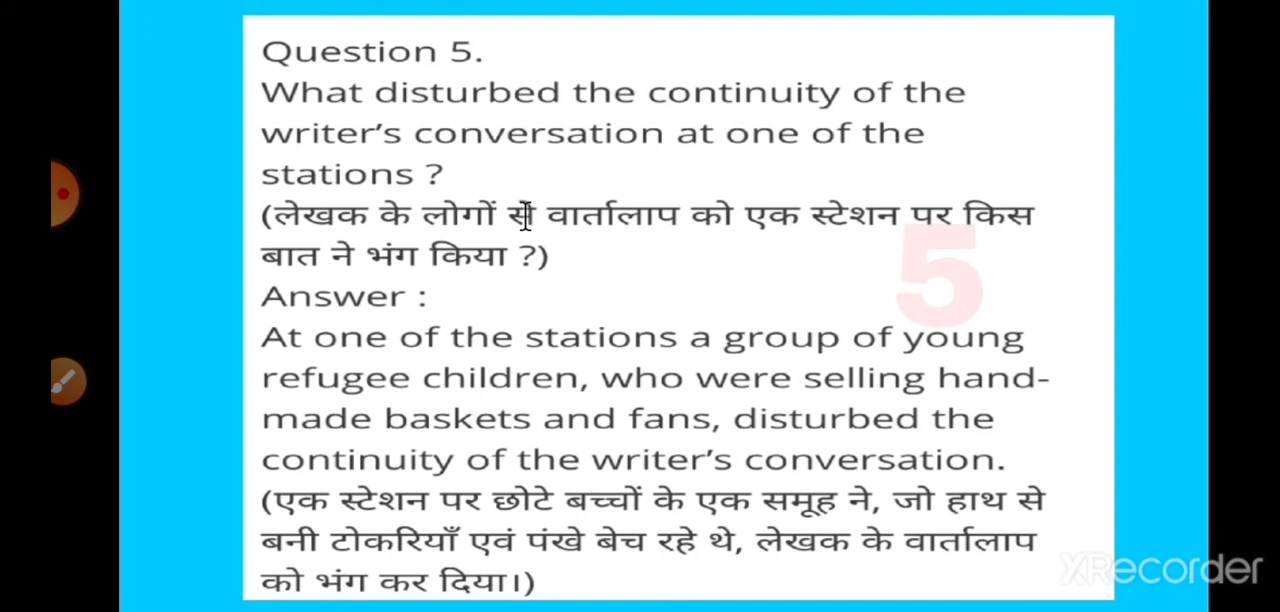 Question 5.
What disturbed the continuity of the
writer's conversation at one of the
stations ?
(लेखक के लोगों से वार्तालाप को एक स्टेशन पर किस
बात ने भंग किया ?)
5
Answer :
At one of the stations a group of young
refugee children, who were selling hand-
made baskets and fans, disturbed the
continuity of the writer's conversation.
(एक स्टेशन पर छोटे बच्चों के एक समूह ने, जो हाथ से
बनी टोकरियाँ एवं पंखे बेच रहे थे, लेखक के वार्तालाप
को भंग कर दिया।)
XRecorder